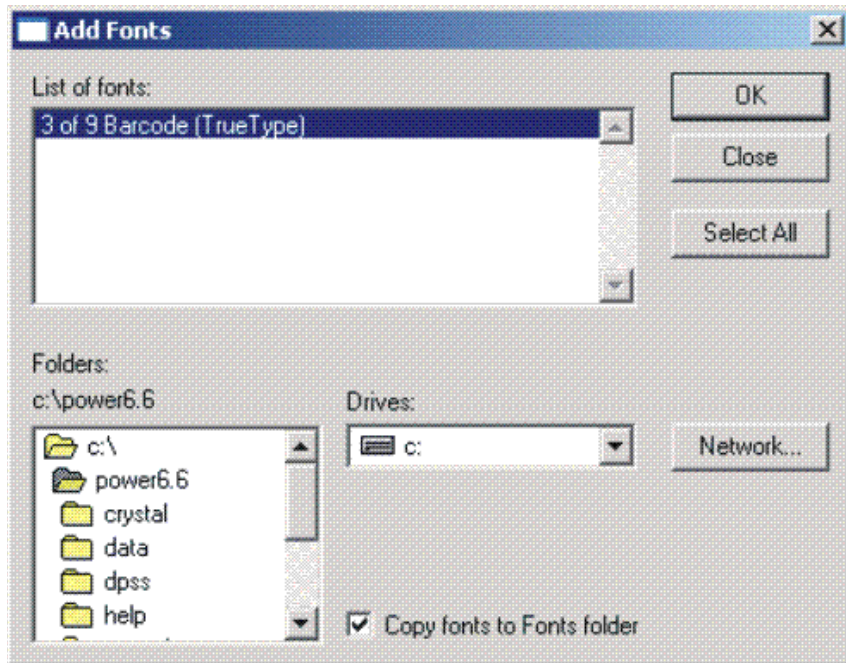 Add Fonts
List of fonts:
3 of 9 Barcode (TrueType)
OK
Close
Select All
Folders:
c:\power6.6
Drives:
c:\
power6.6
crystal
data
dpss
help
c:
Network...
Copy fonts to Fonts folder